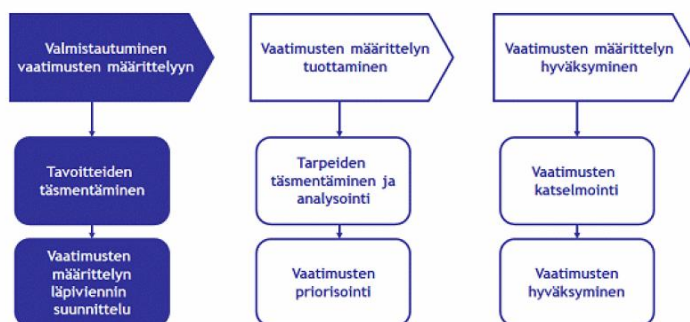 Valmistautuminen
vaatimusten määrittelyyn
Vaatimusten määrittelyn
tuottaminen
Vaatimusten määrittelyn
hyväksyminen
Tavoitteiden
täsmentäminen
Tarpeiden
täsmentäminen ja
analysointi
Vaatimusten
katselmointi
Vaatimusten
määrittelyn
läpiviennin
suunnittelu
Vaatimusten
priorisointi
Vaatimusten
hyväksyminen